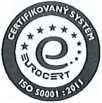 CERTIFIKOVANÝ SYSTÉM
e
EUROCERT
ISO 50001 : 2011